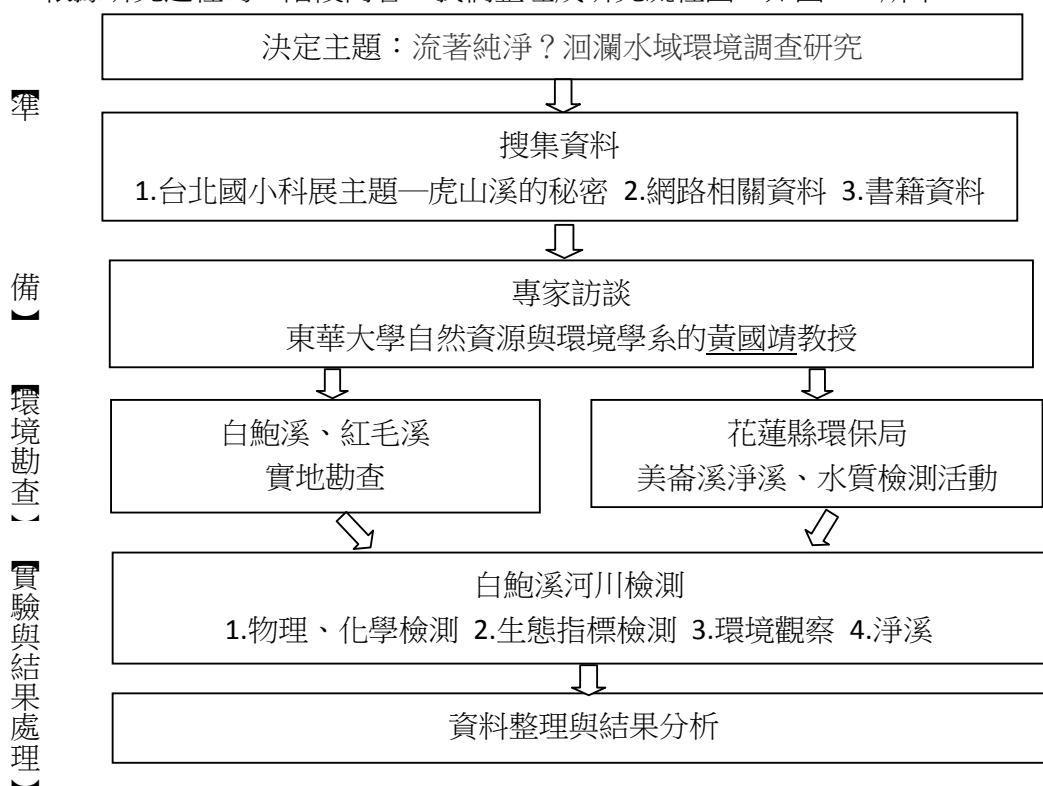 決定主題：流著純淨？洄瀾水域環境調查研究
【準
搜集資料
1.台北國小科展主題—虎山溪的秘密 2.網路相關資料 3.書籍資料
備】
專家訪談
東華大學自然資源與環境學系的黃國靖教授
【環境勘查】
白鮑溪、紅毛溪
實地勘查
花蓮縣環保局
美崙溪淨溪、水質檢測活動
【實驗與結果處理】
白鮑溪河川檢測
1.物理、化學檢測 2.生態指標檢測 3.環境觀察 4.淨溪
資料整理與結果分析